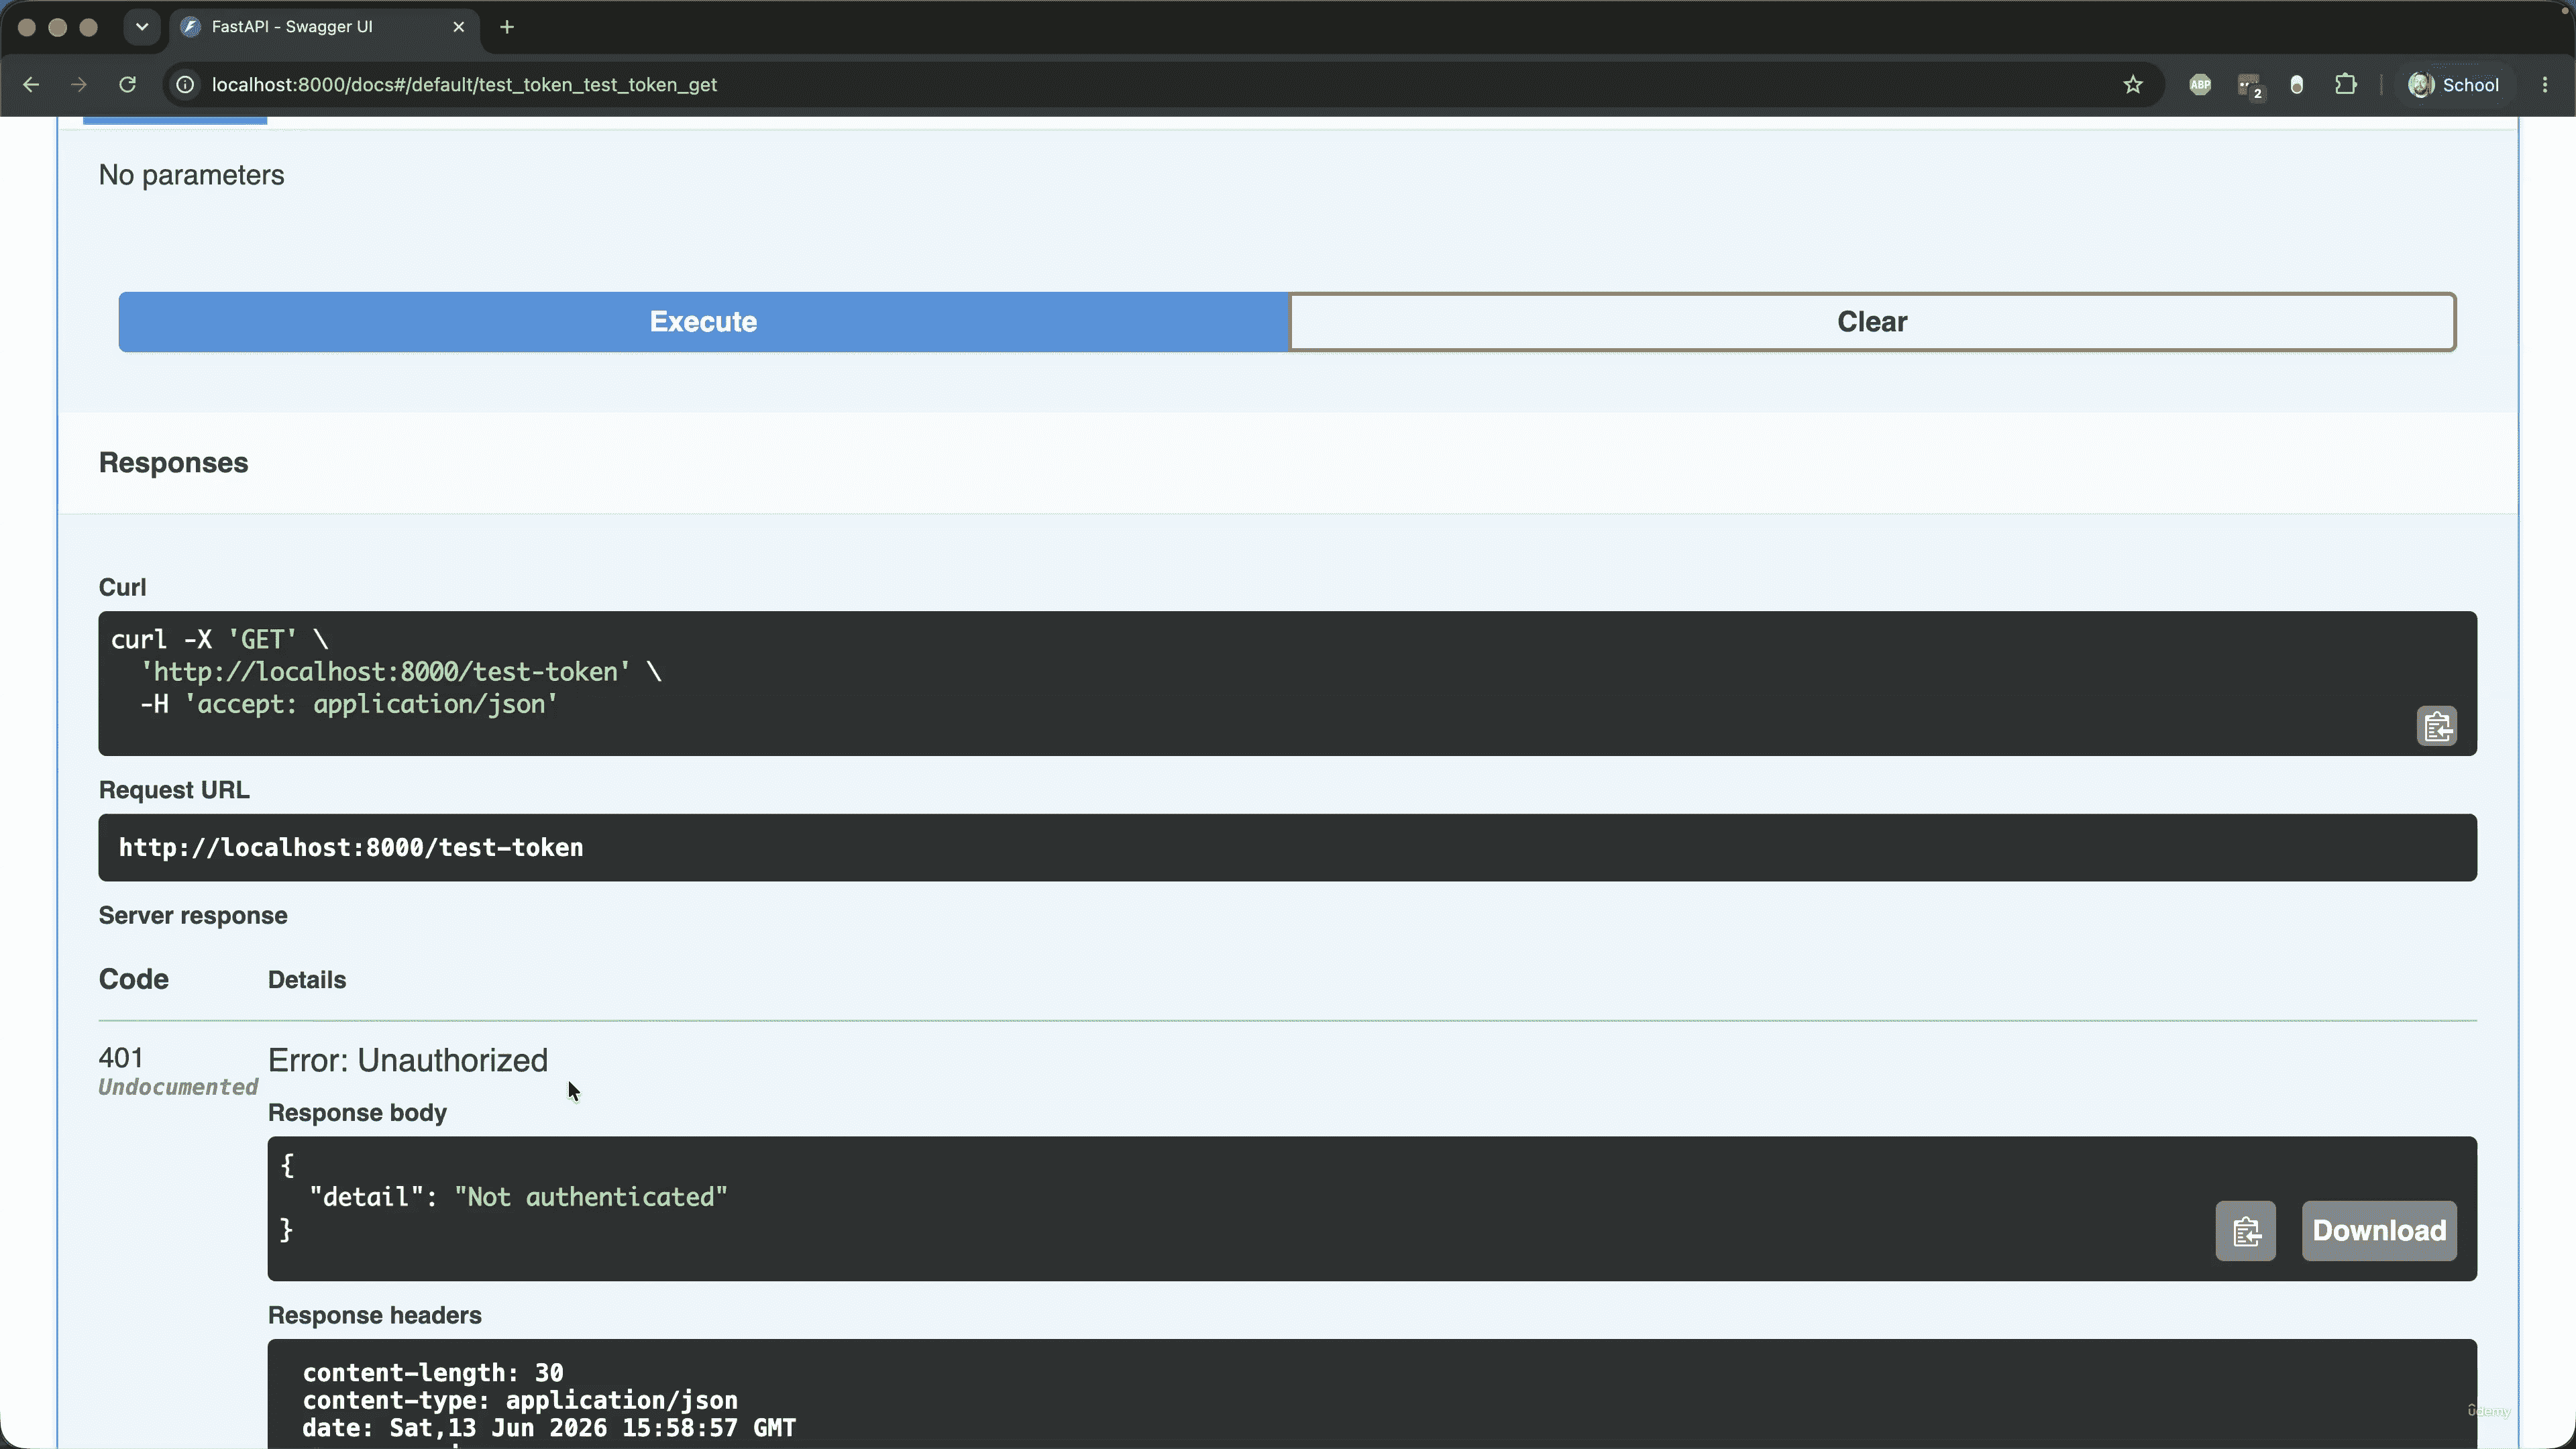 FastAPI - Swagger UI
localhost:8000/docs#/default/test_token_test_token_get
ABP
2
School
No parameters
Execute
Clear
Responses
Curl
curl -X 'GET' \
'http://localhost:8000/test-token' \
-H 'accept: application/json'
Request URL
http://localhost:8000/test-token
Server response
Code
Details
401
Undocumented
Error: Unauthorized
Response body
{
"detail": "Not authenticated"
}
Download
Response headers
content-length: 30
content-type: application/json
date: Sat,13 Jun 2026 15:58:57 GMT
udemy